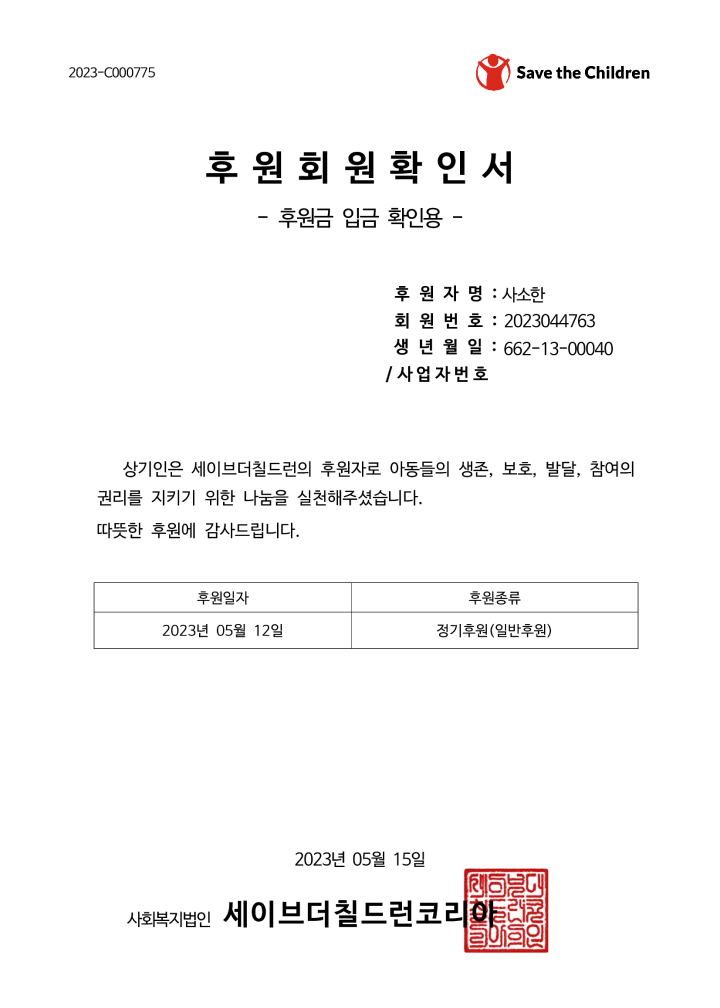 2023-C000775
Save the Children
후원회원확인서
- 후원금 입금 확인용 -
후 원 자 명 : 사소한
회 원 번 호 : 2023044763
생 년 월 일 : 662-13-00040
/ 사업자번호
상기인은 세이브더칠드런의 후원자로 아동들의 생존, 보호, 발달, 참여의
권리를 지키기 위한 나눔을 실천해주셨습니다.
따뜻한 후원에 감사드립니다.
후원일자 후원종류
2023년 05월 12일 정기후원(일반후원)
2023년 05월 15일
사회복지법인 세이브더칠드런코리아